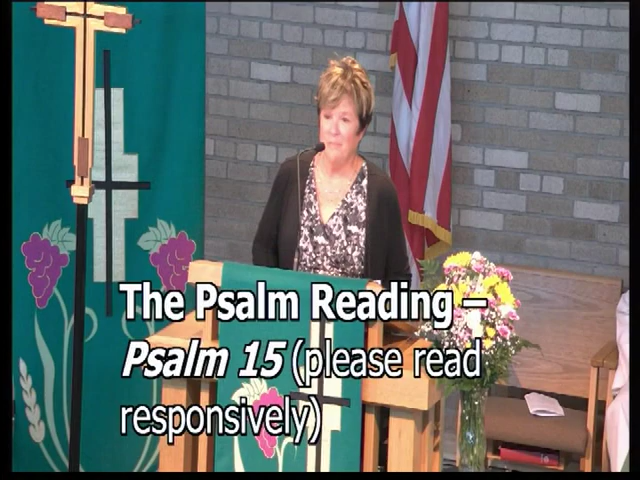 The Psalm Reading –
Psalm 15 (please read
responsively)